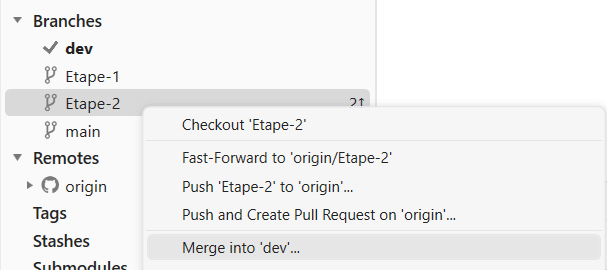 Branches
dev
Etape-1
Etape-2 2↑
main
Remotes
origin
Tags
Stashes
Submodules
Checkout 'Etape-2'
Fast-Forward to 'origin/Etape-2'
Push 'Etape-2' to 'origin'...
Push and Create Pull Request on 'origin'...
Merge into 'dev'...